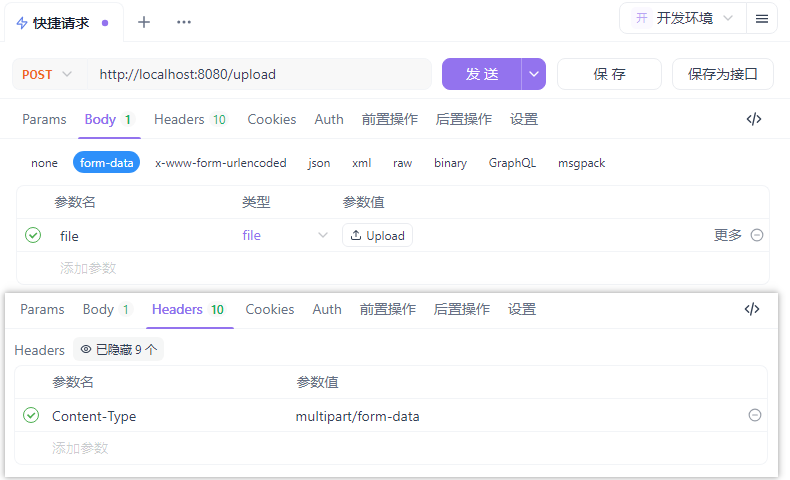 快捷请求
开 开发环境
POST http://localhost:8080/upload 发 送 保 存 保存为接口
Params Body 1 Headers 10 Cookies Auth 前置操作 后置操作 设置
none form-data x-www-form-urlencoded json xml raw binary GraphQL msgpack
参数名 类型 参数值
file file Upload 更多
添加参数
Params Body 1 Headers 10 Cookies Auth 前置操作 后置操作 设置
Headers 已隐藏 9 个
参数名 参数值
Content-Type multipart/form-data
添加参数